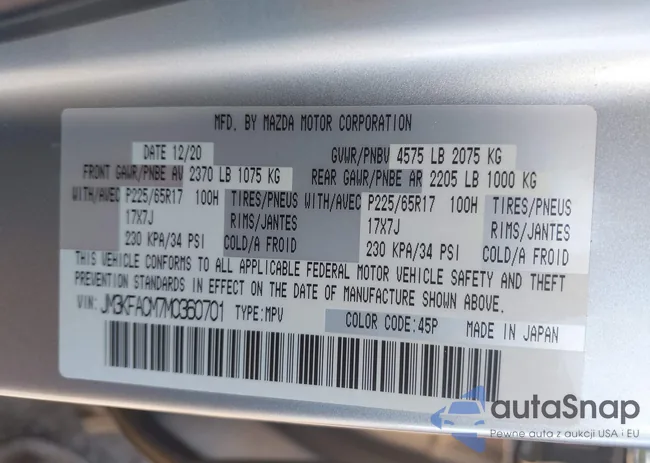 MFD. BY MAZDA MOTOR CORPORATION
DATE 12/20 GVWR/PNBV 4575 LB 2075 KG
FRONT GAWR/PNBE AV 2370 LB 1075 KG REAR GAWR/PNBE AR 2205 LB 1000 KG
WITH/AVEC P225/65R17 100H TIRES/PNEUS WITH/AVEC P225/65R17 100H TIRES/PNEUS
17X7J RIMS/JANTES 17X7J RIMS/JANTES
230 KPA/34 PSI COLD/A FROID 230 KPA/34 PSI COLD/A FROID
THIS VEHICLE CONFORMS TO ALL APPLICABLE FEDERAL MOTOR VEHICLE SAFETY AND THEFT
PREVENTION STANDARDS IN EFFECT ON THE DATE OF MANUFACTURE SHOWN ABOVE.
VIN: JM3KFACM7M0360701 TYPE:MPV COLOR CODE:45P MADE IN JAPAN
autaSnap
Pewne auta z aukcji USA i EU